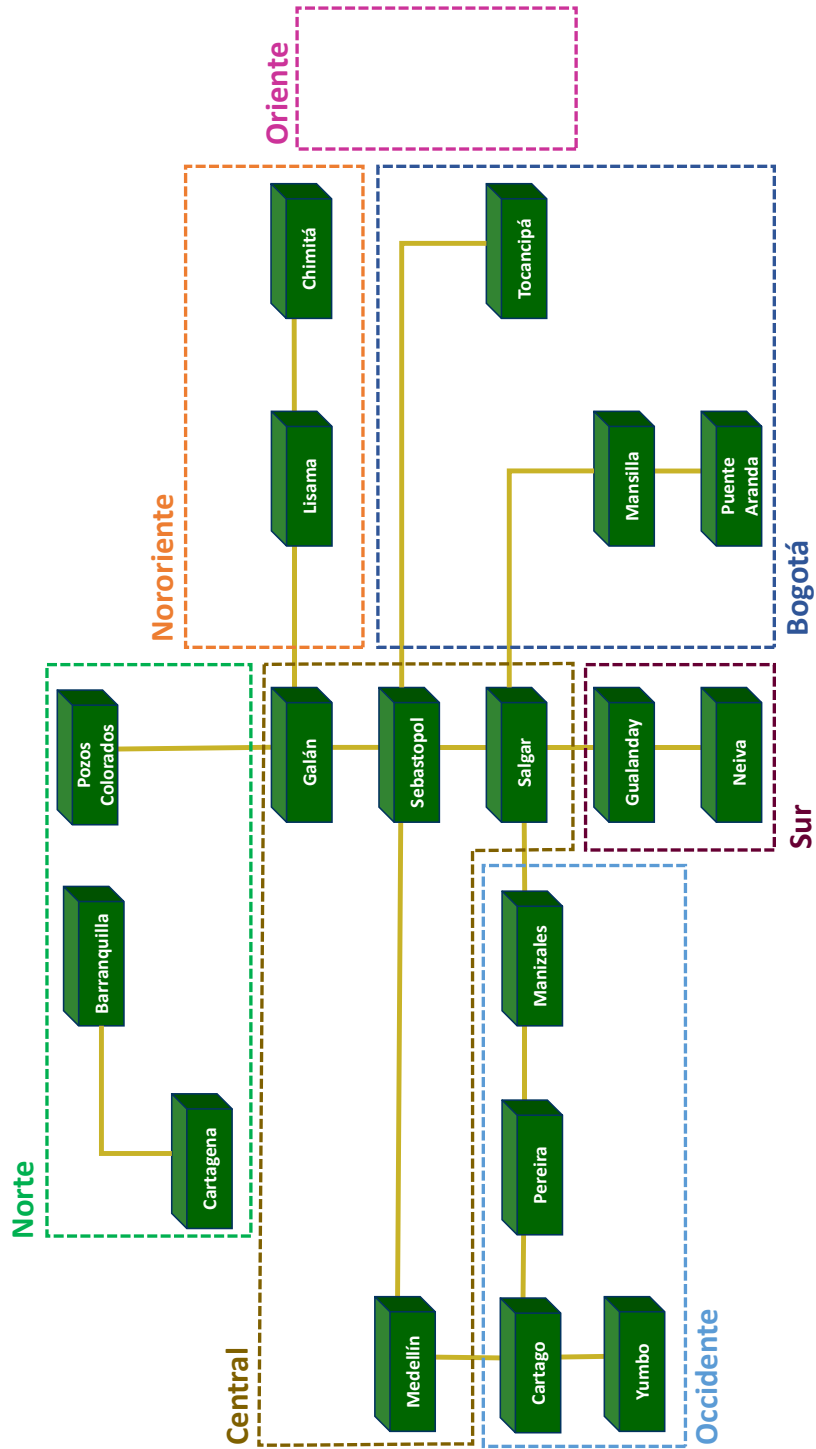 Norte
Pozos
Colorados
Barranquilla
Cartagena
Nororiente
Chimitá
Lisama
Oriente
Central
Galán
Sebastopol
Salgar
Medellín
Bogotá
Tocancipá
Mansilla
Puente
Aranda
Occidente
Manizales
Pereira
Cartago
Yumbo
Sur
Gualanday
Neiva